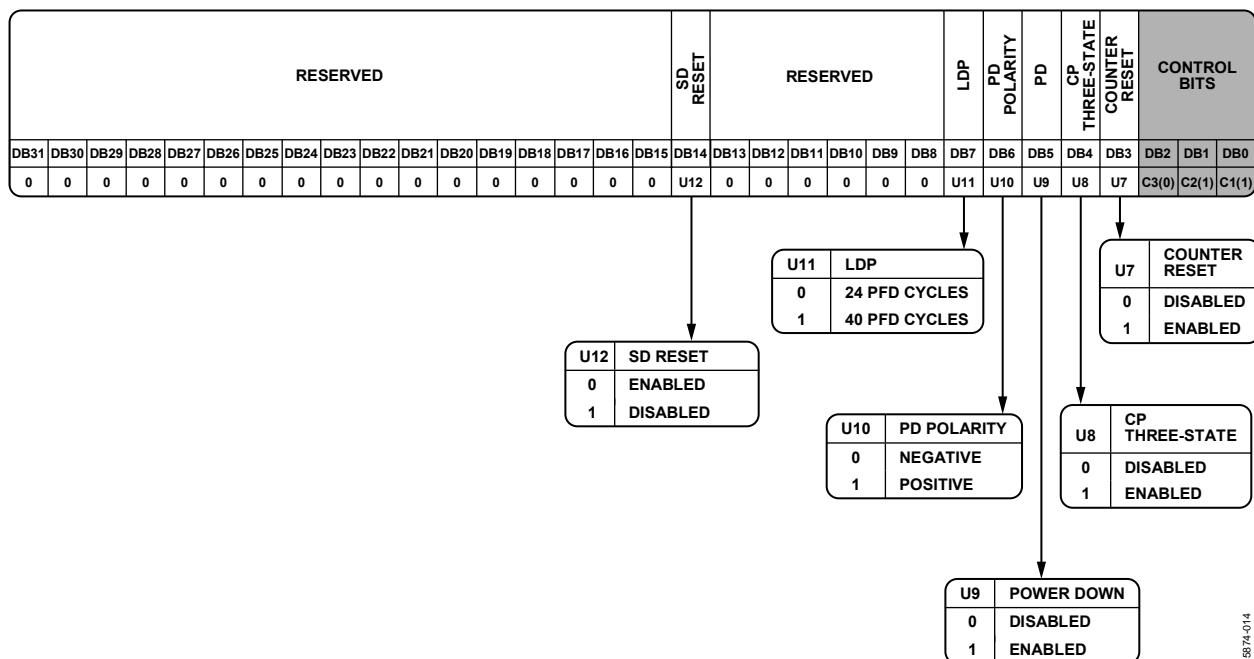 RESERVED
SD RESET
RESERVED
LDP
PD POLARITY
PD
CP THREE-STATE
COUNTER RESET
CONTROL BITS
DB31 DB30 DB29 DB28 DB27 DB26 DB25 DB24 DB23 DB22 DB21 DB20 DB19 DB18 DB17 DB16 DB15 DB14 DB13 DB12 DB11 DB10 DB9 DB8 DB7 DB6 DB5 DB4 DB3 DB2 DB1 DB0
0 0 0 0 0 0 0 0 0 0 0 0 0 0 0 0 0 U12 0 0 0 0 0 0 U11 U10 U9 U8 U7 C3(0) C2(1) C1(1)
U11 LDP
0 24 PFD CYCLES
1 40 PFD CYCLES
U7 COUNTER RESET
0 DISABLED
1 ENABLED
U12 SD RESET
0 ENABLED
1 DISABLED
U10 PD POLARITY
0 NEGATIVE
1 POSITIVE
U8 CP THREE-STATE
0 DISABLED
1 ENABLED
U9 POWER DOWN
0 DISABLED
1 ENABLED
5874-014